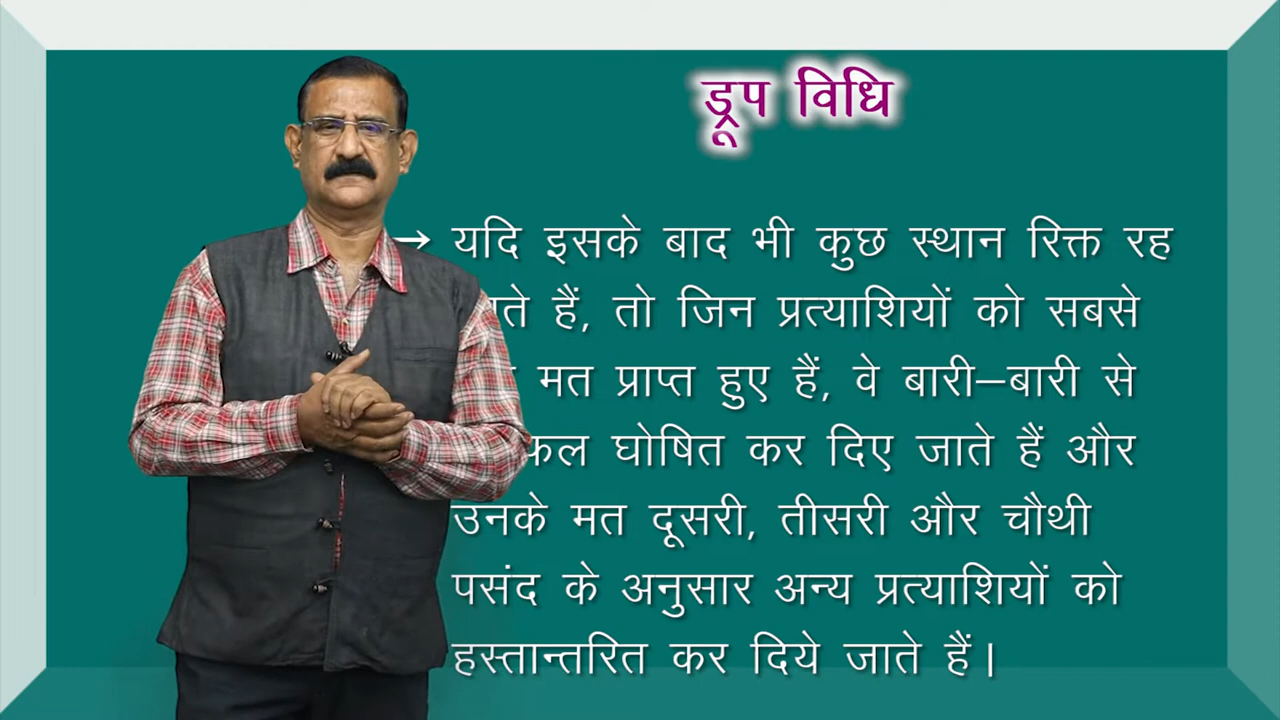 ड्रूप विधि
→ यदि इसके बाद भी कुछ स्थान रिक्त रह
हैं, तो जिन प्रत्याशियों को सबसे
मत प्राप्त हुए हैं, वे बारी–बारी से
घोषित कर दिए जाते हैं और
उनके मत दूसरी, तीसरी और चौथी
पसंद के अनुसार अन्य प्रत्याशियों को
हस्तान्तरित कर दिये जाते हैं।